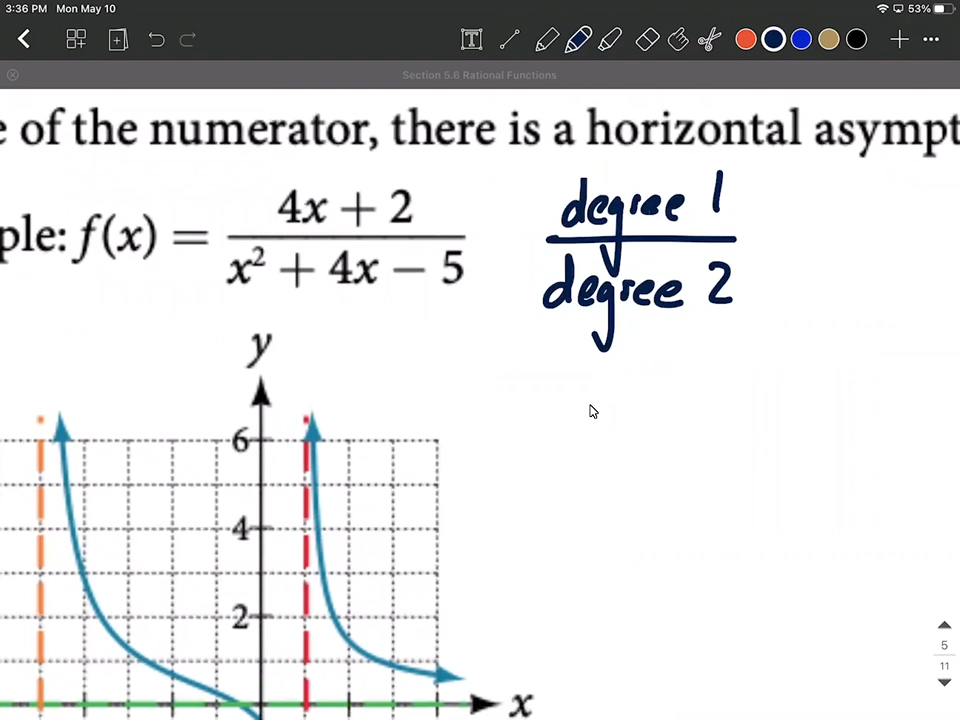 3:36 PM Mon May 10
53%
Section 5.6 Rational Functions
e of the numerator, there is a horizontal asympt
ple: f(x) = (4x + 2)/(x² + 4x − 5)
degree 1
degree 2
y
6
4
2
x
5
11